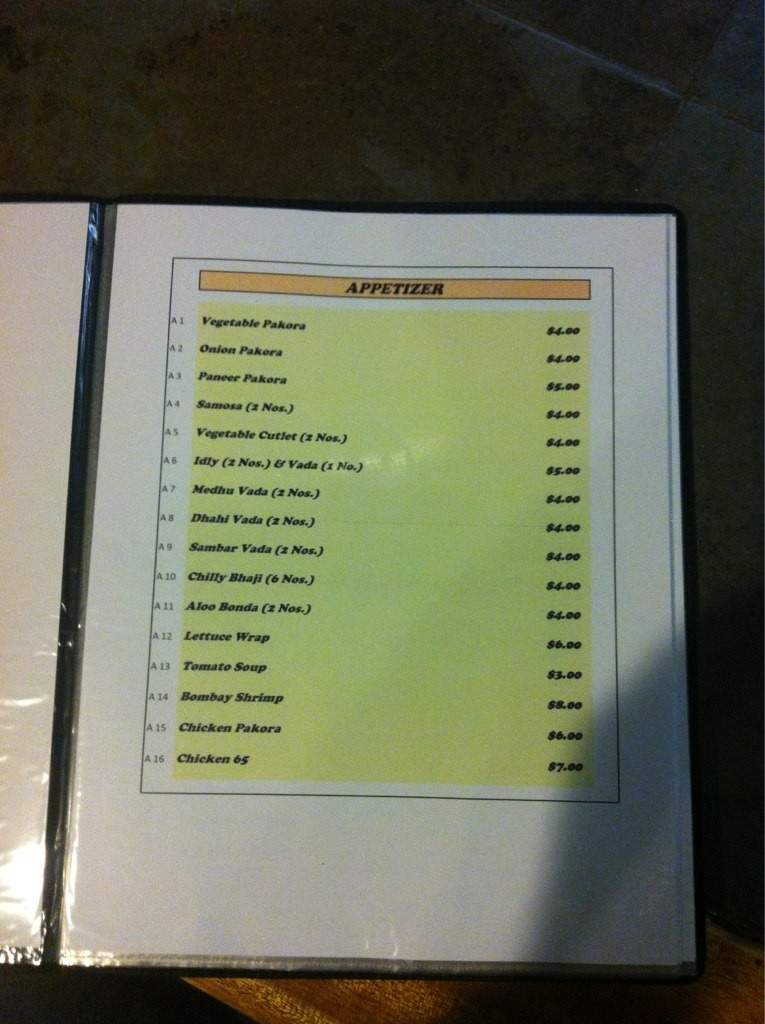 APPETIZER
A 1 Vegetable Pakora $4.00
A 2 Onion Pakora $4.00
A 3 Paneer Pakora $5.00
A 4 Samosa (2 Nos.) $4.00
A 5 Vegetable Cutlet (2 Nos.) $4.00
A 6 Idly (2 Nos.) & Vada (1 No.) $5.00
A 7 Medhu Vada (2 Nos.) $4.00
A 8 Dhahi Vada (2 Nos.) $4.00
A 9 Sambar Vada (2 Nos.) $4.00
A 10 Chilly Bhaji (6 Nos.) $4.00
A 11 Aloo Bonda (2 Nos.) $4.00
A 12 Lettuce Wrap $6.00
A 13 Tomato Soup $3.00
A 14 Bombay Shrimp $8.00
A 15 Chicken Pakora $6.00
A 16 Chicken 65 $7.00